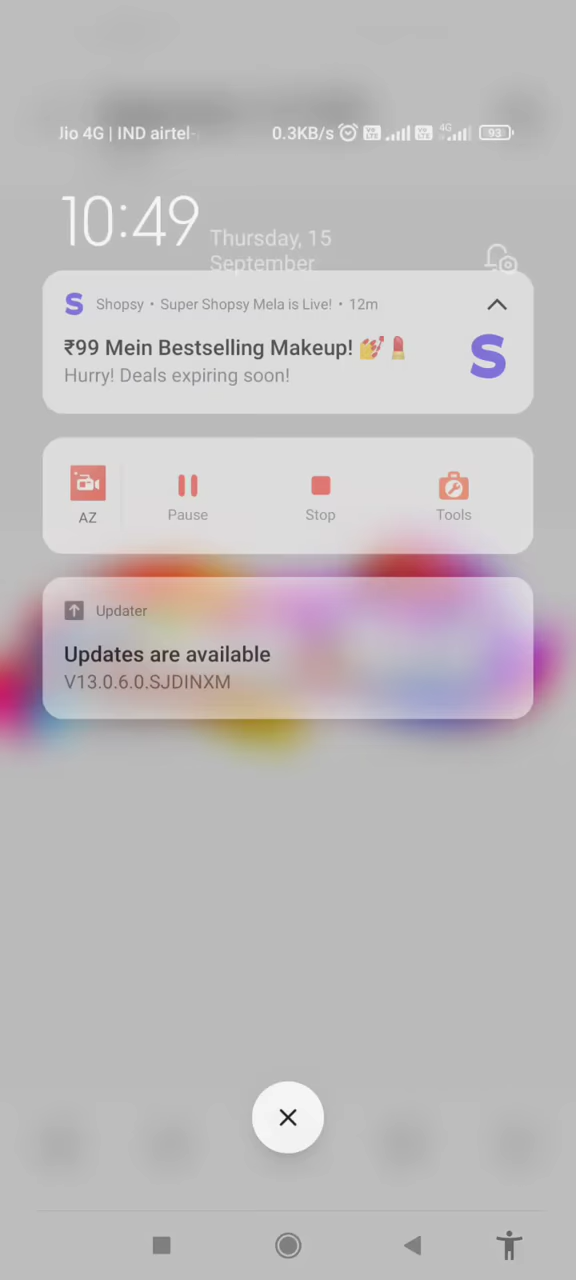 Jio 4G | IND airtel-
0.3KB/s 4G 93
10:49
Thursday, 15
September
Shopsy • Super Shopsy Mela is Live! • 12m
₹99 Mein Bestselling Makeup! 💅💄
Hurry! Deals expiring soon!
AZ
Pause
Stop
Tools
Updater
Updates are available
V13.0.6.0.SJDINXM